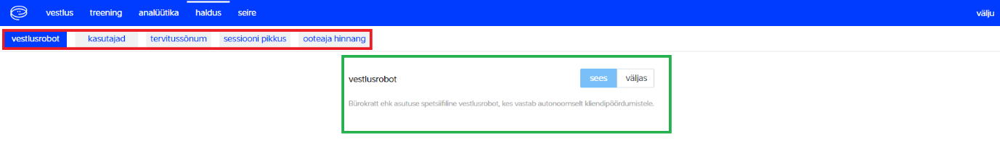 vestlus treening analüütika haldus seire välju
vestlusrobot kasutajad tervitussõnum sessiooni pikkus ooteaja hinnang
vestlusrobot sees väljas
Bürokratt ehk asutuse spetsiifiline vestlusrobot, kes vastab autonoomselt kliendipöördumistele.